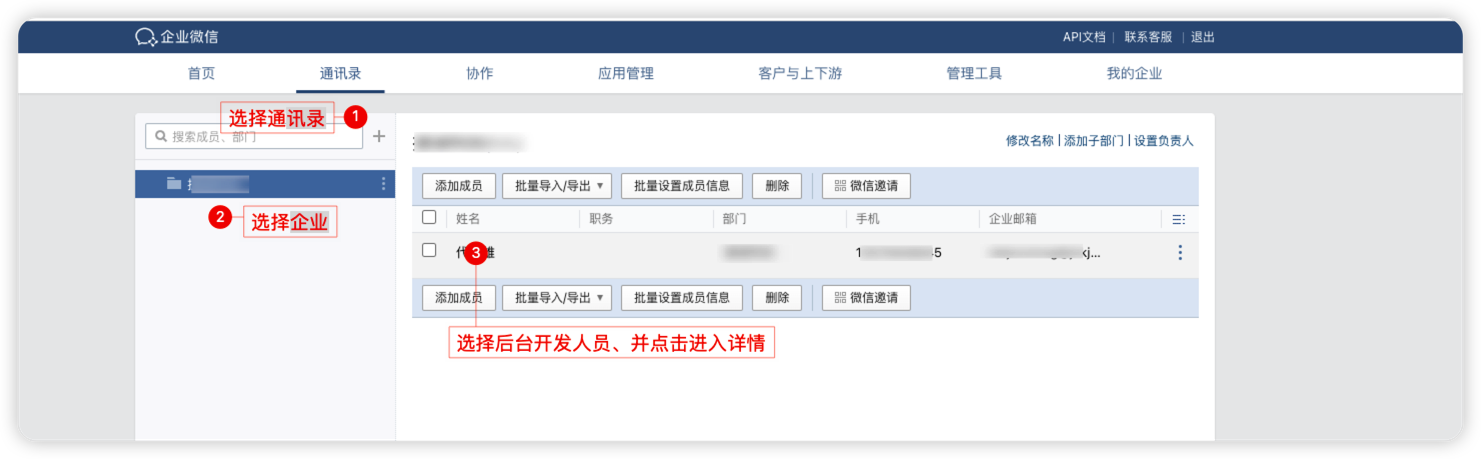 企业微信
API文档 | 联系客服 | 退出
首页 通讯录 协作 应用管理 客户与上下游 管理工具 我的企业
选择通讯录 1
搜索成员、部门 +
修改名称 | 添加子部门 | 设置负责人
添加成员 批量导入/导出 批量设置成员信息 删除 微信邀请
2 选择企业
姓名 职务 部门 手机 企业邮箱
代 3 1 45 kj...
添加成员 批量导入/导出 批量设置成员信息 删除 微信邀请
选择后台开发人员、并点击进入详情